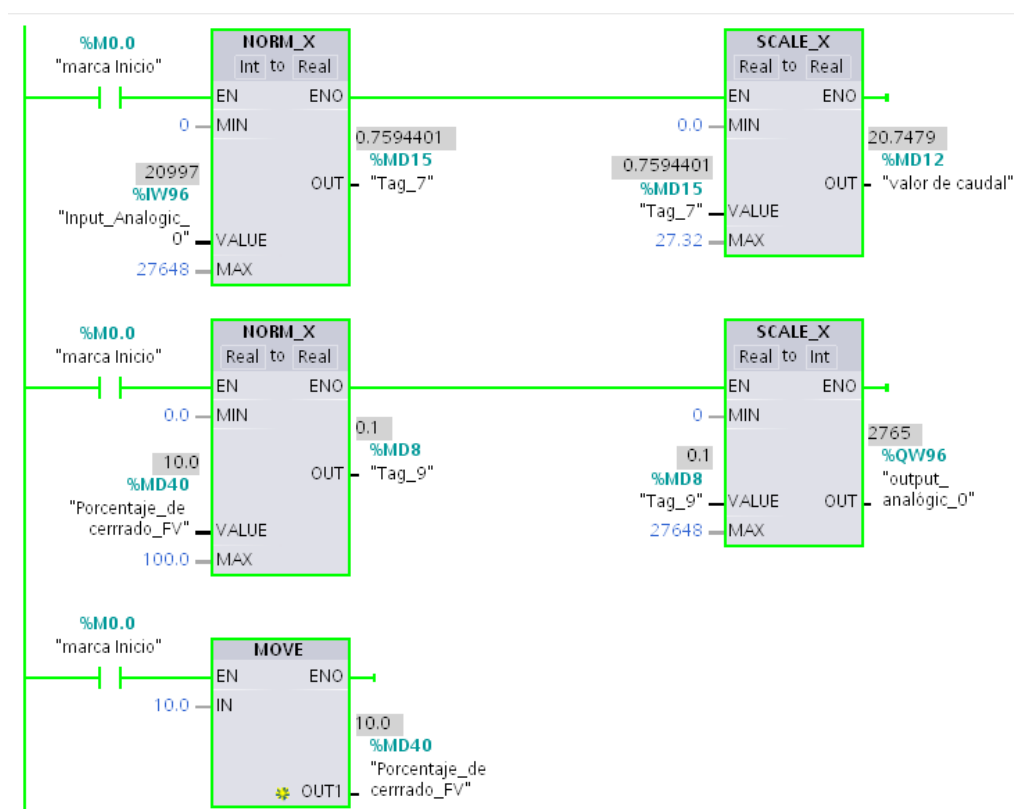 %M0.0
"marca Inicio"
NORM_X
Int to Real
EN ENO
0 MIN
0.7594401
%MD15
OUT "Tag_7"
20997
%IW96
"Input_Analogic_
0" VALUE
27648 MAX
SCALE_X
Real to Real
EN ENO
0.0 MIN
20.7479
%MD12
OUT "valor de caudal"
0.7594401
%MD15
"Tag_7" VALUE
27.32 MAX
%M0.0
"marca Inicio"
NORM_X
Real to Real
EN ENO
0.0 MIN
0.1
%MD8
OUT "Tag_9"
10.0
%MD40
"Porcentaje_de
cerrrado_FV" VALUE
100.0 MAX
SCALE_X
Real to Int
EN ENO
0 MIN
2765
%QW96
"output_
OUT analógic_0"
0.1
%MD8
"Tag_9" VALUE
27648 MAX
%M0.0
"marca Inicio"
MOVE
EN ENO
10.0 IN
10.0
%MD40
"Porcentaje_de
OUT1 cerrrado_FV"